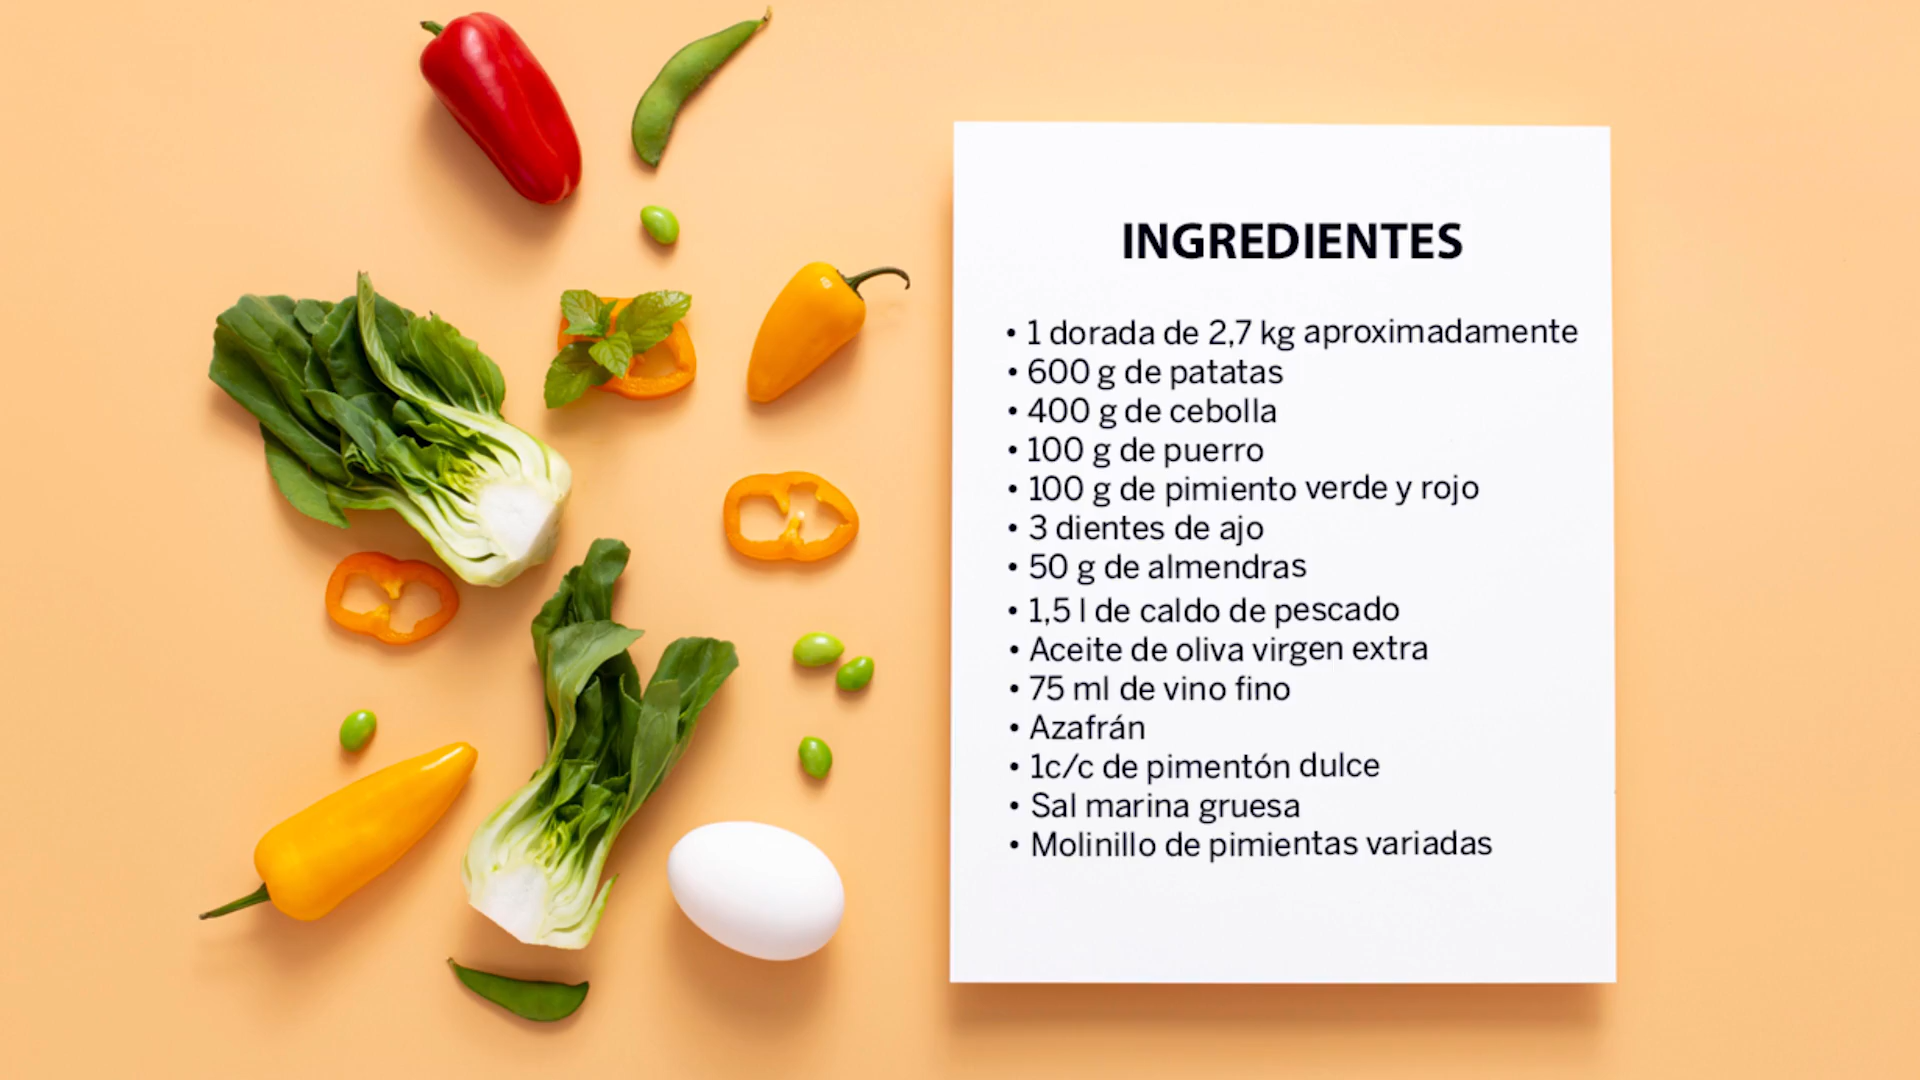 INGREDIENTES
• 1 dorada de 2,7 kg aproximadamente
• 600 g de patatas
• 400 g de cebolla
• 100 g de puerro
• 100 g de pimiento verde y rojo
• 3 dientes de ajo
• 50 g de almendras
• 1,5 l de caldo de pescado
• Aceite de oliva virgen extra
• 75 ml de vino fino
• Azafrán
• 1c/c de pimentón dulce
• Sal marina gruesa
• Molinillo de pimientas variadas